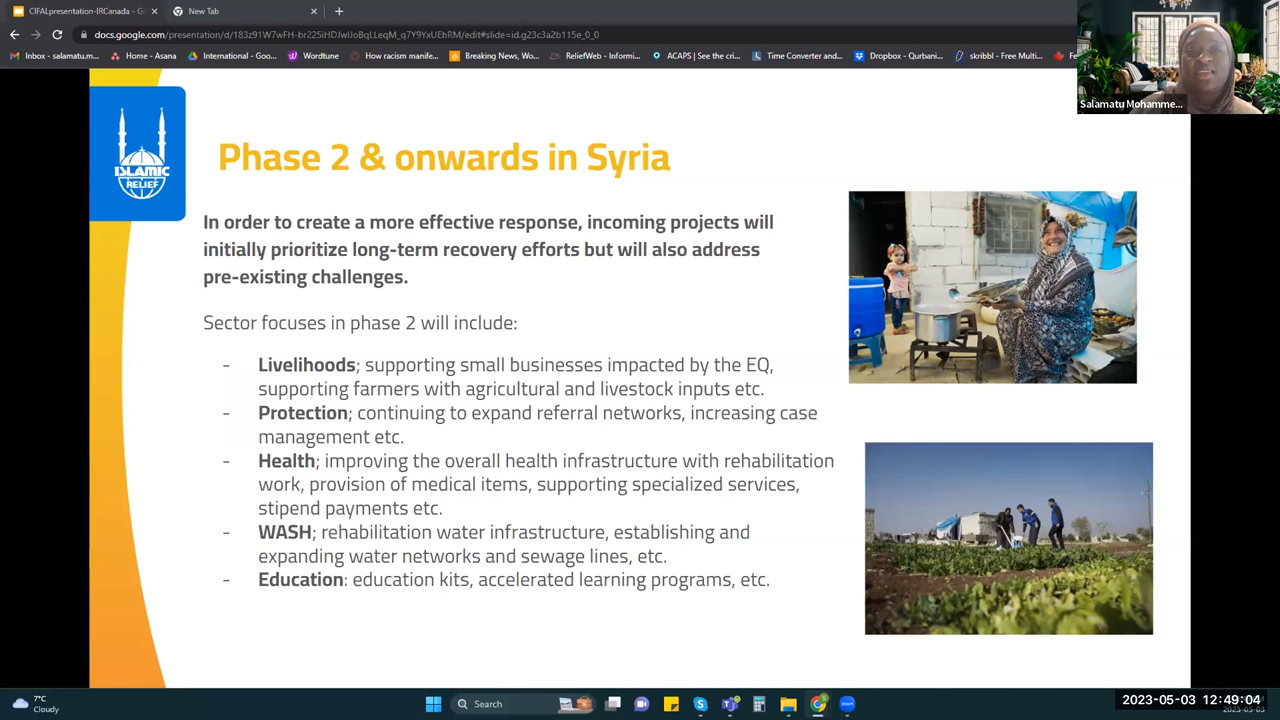 CIFALpresentation-IRCanada - G
New Tab
docs.google.com/presentation/d/183z91W7wFH-br225iHDJwIJoBqLLeqM_q7Y9YxUEhRM/edit#slide=id.g23c3a2b115e_0_0
Inbox - salamatu.m...
Home - Asana
International - Goo...
Wordtune
How racism manife...
Breaking News, Wo...
ReliefWeb - Informi...
ACAPS | See the cri...
Time Converter and...
Dropbox - Qurbani...
skribbl - Free Multi...
Salamatu Mohamme...
ISLAMIC
RELIEF
Phase 2 & onwards in Syria
In order to create a more effective response, incoming projects will
initially prioritize long-term recovery efforts but will also address
pre-existing challenges.
Sector focuses in phase 2 will include:
- Livelihoods; supporting small businesses impacted by the EQ,
supporting farmers with agricultural and livestock inputs etc.
- Protection; continuing to expand referral networks, increasing case
management etc.
- Health; improving the overall health infrastructure with rehabilitation
work, provision of medical items, supporting specialized services,
stipend payments etc.
- WASH; rehabilitation water infrastructure, establishing and
expanding water networks and sewage lines, etc.
- Education: education kits, accelerated learning programs, etc.
7°C
Cloudy
Search
zoom
2023-05-03 12:49:04